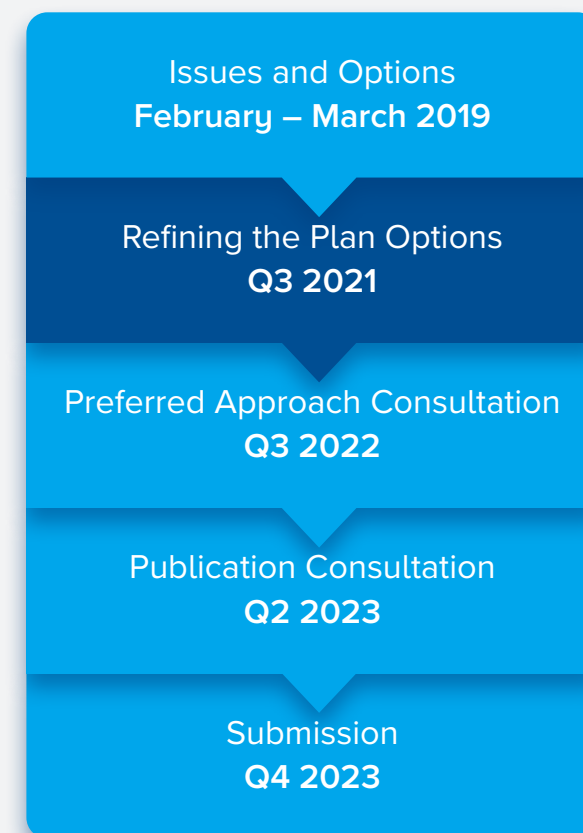 Issues and Options
February – March 2019
Refining the Plan Options
Q3 2021
Preferred Approach Consultation
Q3 2022
Publication Consultation
Q2 2023
Submission
Q4 2023